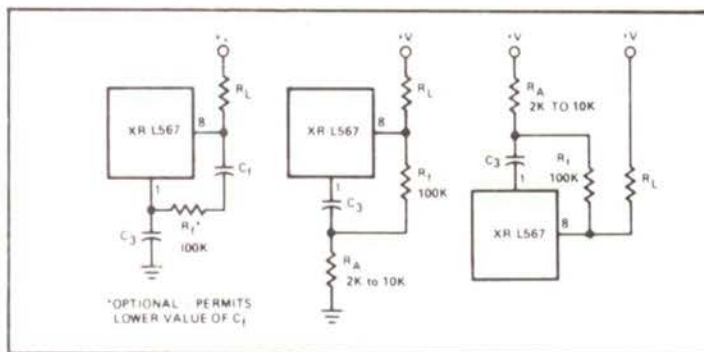 +V
R_L
XR L567
8
C_f
1
R_f*
100K
C_3
*OPTIONAL PERMITS
LOWER VALUE OF C_f
+V
R_L
XR L567
8
R_f
100K
1
C_3
R_A
2K to 10K
+V
+V
R_A
2K TO 10K
C_3
1
R_f
100K
R_L
XR L567
8